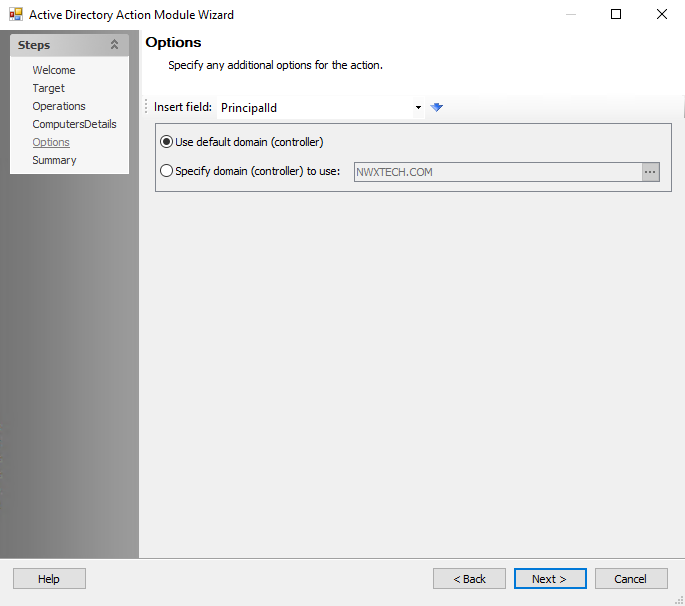 Active Directory Action Module Wizard
Steps
Welcome
Target
Operations
ComputersDetails
Options
Summary
Options
Specify any additional options for the action.
Insert field: PrincipalId
Use default domain (controller)
Specify domain (controller) to use: NWXTECH.COM ...
Help
< Back
Next >
Cancel